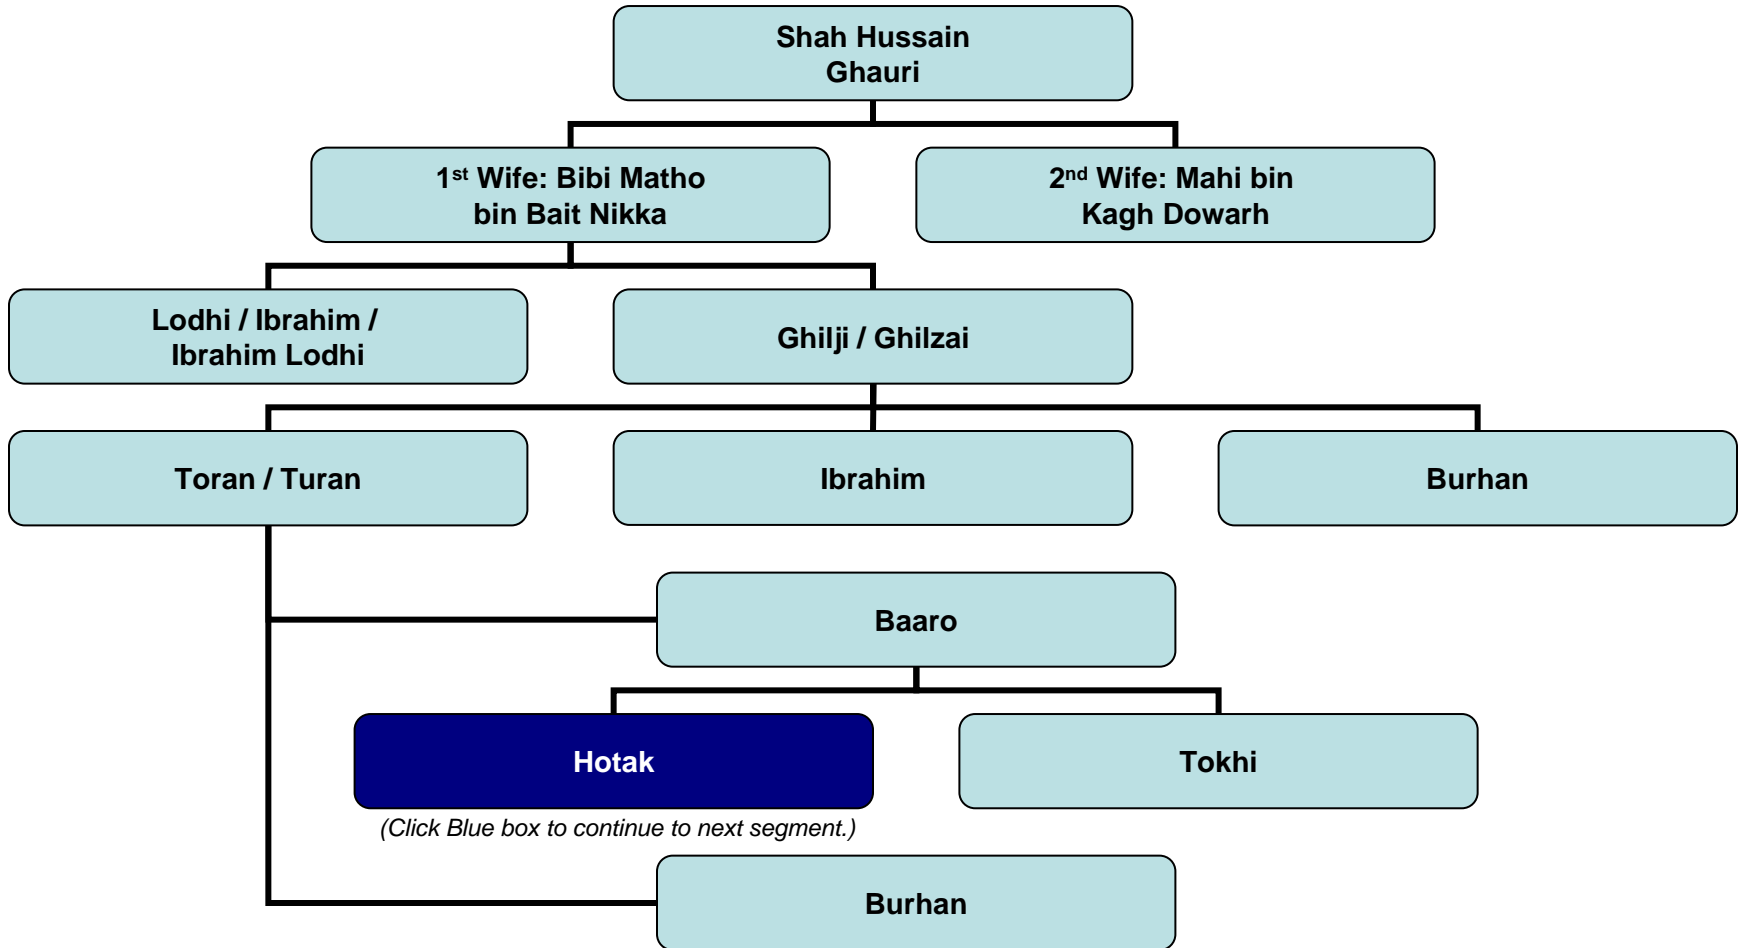 Shah Hussain
Ghauri
1st Wife: Bibi Matho
bin Bait Nikka
2nd Wife: Mahi bin
Kagh Dowarh
Lodhi / Ibrahim /
Ibrahim Lodhi
Ghilji / Ghilzai
Toran / Turan
Ibrahim
Burhan
Baaro
Hotak
Tokhi
(Click Blue box to continue to next segment.)
Burhan